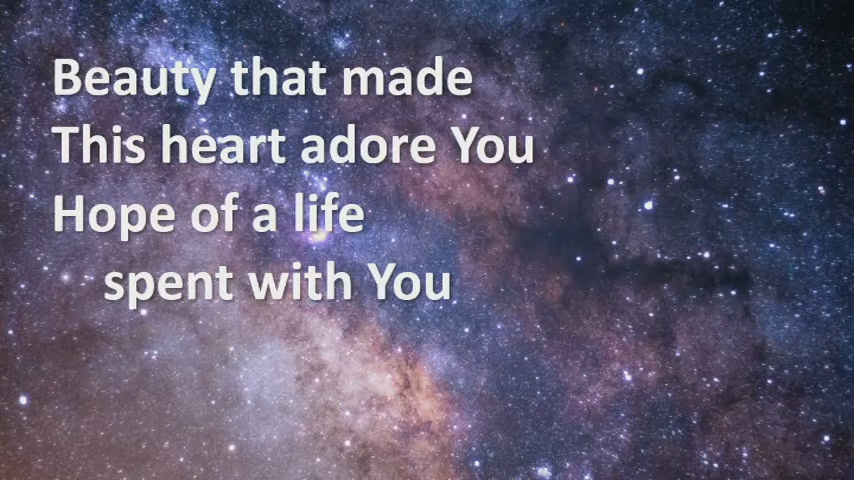 Beauty that made
This heart adore You
Hope of a life
spent with You